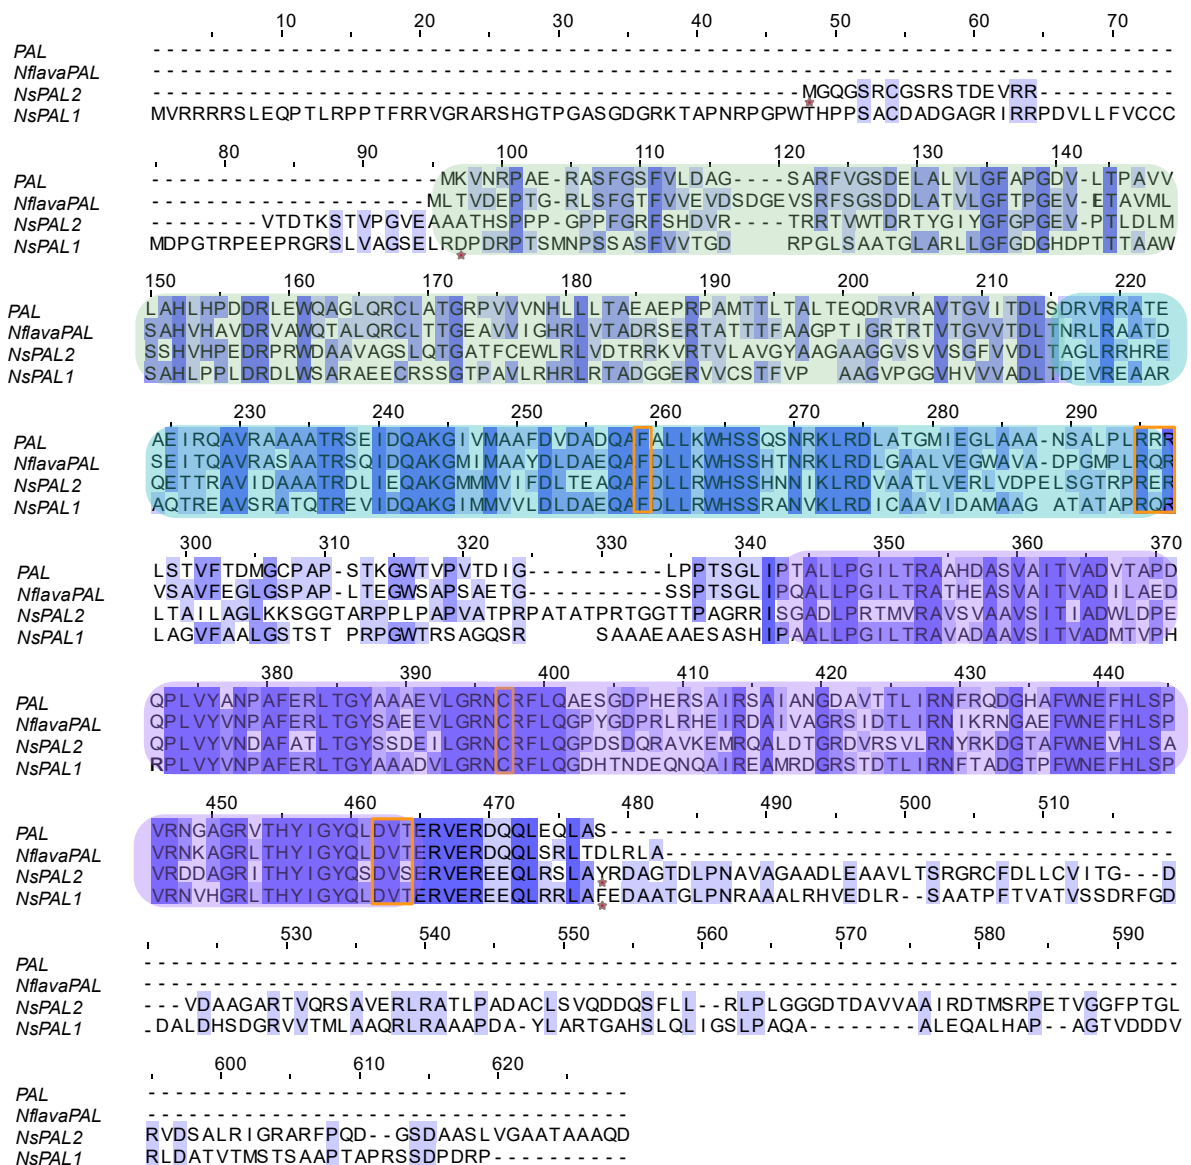 10 20 30 40 50 60 70
PAL --------------------------------------------------------------------------
NflavaPAL --------------------------------------------------------------------------
NsPAL2 -----------------------------------------------MGQGSRCGSRSTDEVRR----------
NsPAL1 MVRRRRSLEQPTLRPPTFRRVGRARSHGTPGASGDGRKTAPNRPGPWTHPPSACDADGAGRIRRPDVLLFVCCC
80 90 100 110 120 130 140
PAL ---------------------MKVNRPAE-RASFGSFVLDAG----SARFVGSDELALVLGFAPGDV-LTPAVV
NflavaPAL --------------------MLTVDEPTG-RLSFGTFVVEVDSDGEVSRFSGSDDLATVLGFTPGEV-ETAVML
NsPAL2 --------VTDTKSTVPGVEAAATHSPPP-GPPFGRFSHDVR----TRRTVWTDRTYGIYGFGPGEV-PTLDLM
NsPAL1 MDPGTRPEEPRGRSLVAGSELRDPDRPTSMNPSSASFVVTGD    RPGLSAATGLARLLGFGDGHDPTTTAAW
150 160 170 180 190 200 210 220
PAL LAHLHPDDRLEWQAGLQRCLATGRPVVVNHLLLTAEAEPRPAMTTLTALTEQDRVRAVTGVITDLSDRVRRATE
NflavaPAL SAHVHAVDRVAWQTALQRCLTTGEAVVIGHRLVTADRSERTATTTFAAGPTIGRTRTVTGVVTDLTNRLRAATD
NsPAL2 SSHVHPEDRPRWDAAVAGSLQTGATFCEWLRLVDTRRKVRTVLAVGYAAGAAGGVSVVSGFVVDLTAGLRRHRE
NsPAL1 SAHLPPLDRDLWSARAEECRSSGTPAVLRHRLRTADGGERVVCSTFVP  AAGVPGGVHVVVADLTDEVREAAR
230 240 250 260 270 280 290
PAL AEIRQAVRAAAATRSEIDQAKGIVMAAFDVDADQAFALLKWHSSQSNRKLRDLATGMIEGLAAA-NSALPLRRR
NflavaPAL SEITQAVRASAATRSQIDQAKGMIMAAYDLDAEQAFDLLKWHSSHTNRKLRDLGAALVEGWAVA-DPGMPLRQR
NsPAL2 QETTRAVIDAAATRDLIEQAKGMMMVIFDLTEAQAFDLLRWHSSHNNIKLRDVAATLVERLVDPELSGTRPRER
NsPAL1 AQTREAVSRATQTREVIDQAKGIMMVVLDLDAEQAFDLLRWHSSRANVKLRDICAAVIDAMAAG ATATAPRQR
300 310 320 330 340 350 360 370
PAL LSTVFTDMGCPAP-STKGWTVPVTDIG----------LPPTSGLIPTALLPGILTRAAHDASVAITVADVTAPD
NflavaPAL VSAVFEGLGSPAP-LTEGWSAPSAETG----------SSPTSGLIPQALLPGILTRATHEASVAITVADILAED
NsPAL2 LTAILAGLKKSGGTARPPLPAPVATPRPATATPRTGGTTPAGRRISGADLPRTMVRAVSVAAVSITIADWLDPE
NsPAL1 LAGVFAALGSTST PRPGWTRSAGQSR     SAAAEAAESASHIPAALLPGILTRAVADAAVSITVADMTVPH
380 390 400 410 420 430 440
PAL QPLVYANPAFERLTGYAAAEVLGRNCRFLQAESGDPHERSAIRSAIANGDAVTTLIRNFRQDGHAFWNEFHLSP
NflavaPAL QPLVYVNPAFERLTGYSAEEVLGRNCRFLQGPYGDPRLRHEIRDAIVAGRSIDTLIRNIKRNGAEFWNEFHLSP
NsPAL2 QPLVYVNDAFATLTGYSSDEILGRNCRFLQGPDSDQRAVKEMRQALDTGRDVRSVLRNYRKDGTAFWNEVHLSA
NsPAL1 RPLVYVNPAFERLTGYAAADVLGRNCRFLQGDHTNDEQNQAIREAMRDGRSTDTLIRNFTADGTPFWNEFHLSP
450 460 470 480 490 500 510
PAL VRNGAGRVTHYIGYQLDVTERVERDQQLEQLAS-----------------------------------------
NflavaPAL VRNKAGRLTHYIGYQLDVTERVERDQQLSRLTDLRLA-------------------------------------
NsPAL2 VRDDAGRITHYIGYQSDVSERVEREEQLRSLAYRDAGTDLPNAVAGAADLEAAVLTSRGRCFDLLCVITG---D
NsPAL1 VRNVHGRLTHYIGYQLDVTERVEREEQLRRLAFEDAATGLPNRAAALRHVEDLR--SAATPFTVATVSSDRFGD
530 540 550 560 570 580 590
PAL --------------------------------------------------------------------------
NflavaPAL --------------------------------------------------------------------------
NsPAL2 ---VDAAGARTVQRSAVERLRATLPADACLSVQDDQSFLL--RLPLGGGDTDAVVAAIRDTMSRPETVGGFPTGL
NsPAL1 -DALDHSDGRVVTMLAAQRLRAAAPDA-YLARTGAHSLQLIGSLPAQA--------ALEQALHAP--AGTVDDDV
600 610 620
PAL -----------------------------------
NflavaPAL -----------------------------------
NsPAL2 RVDSALRIGRARFPQD--GSDAASLVGAATAAAQD
NsPAL1 RLDATVTMSTSAAPTAPRSSDPDRP----------